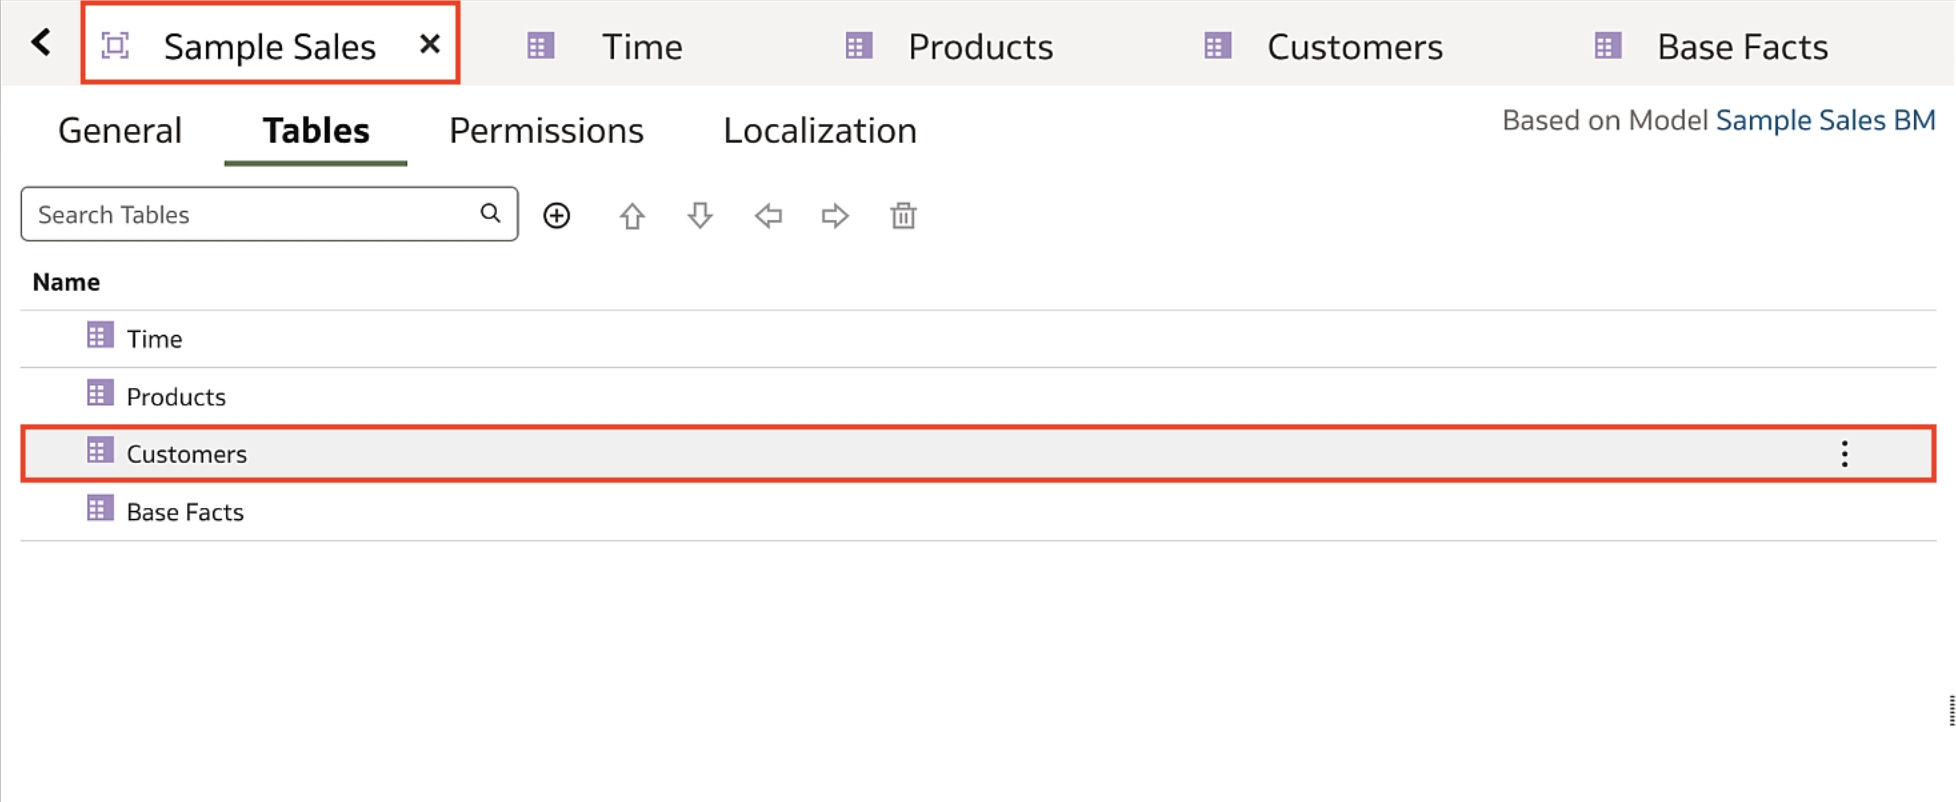 Sample Sales Time Products Customers Base Facts
General Tables Permissions Localization Based on Model Sample Sales BM
Search Tables
Name
Time
Products
Customers
Base Facts